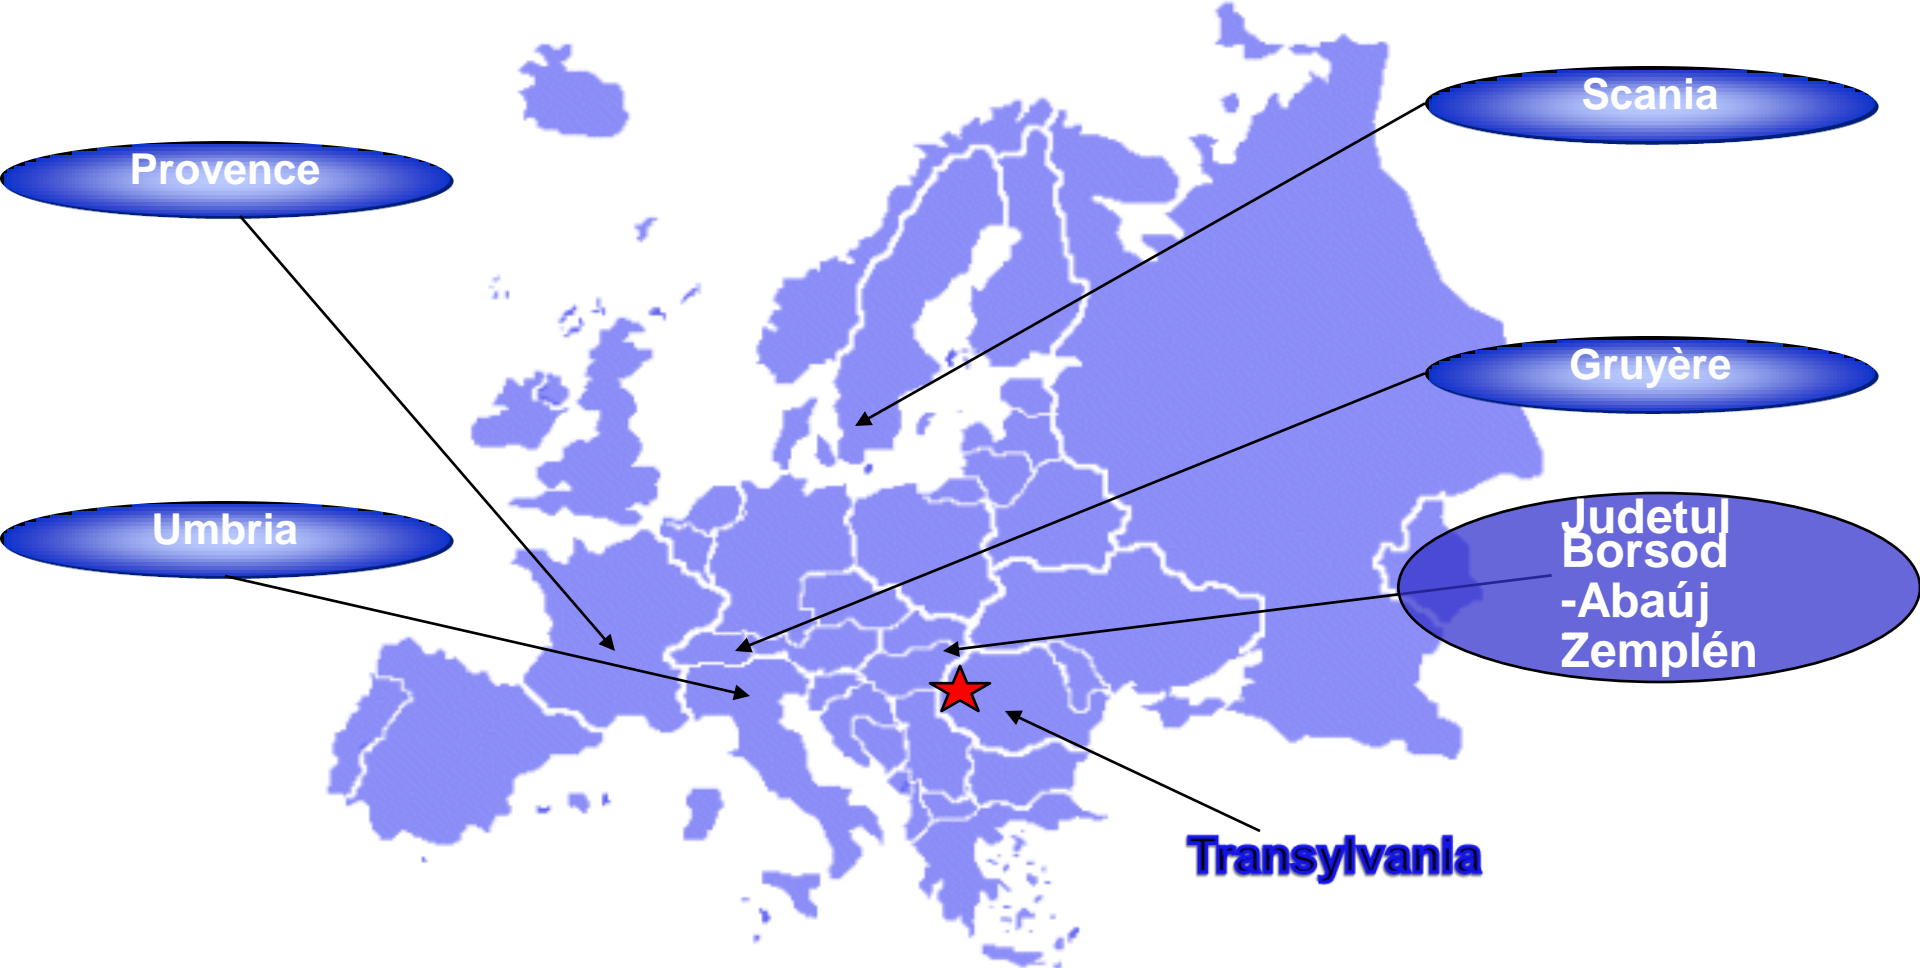 Scania
Provence
Gruyère
Umbria
Judetul
Borsod
-Abaúj
Zemplén
Transylvania